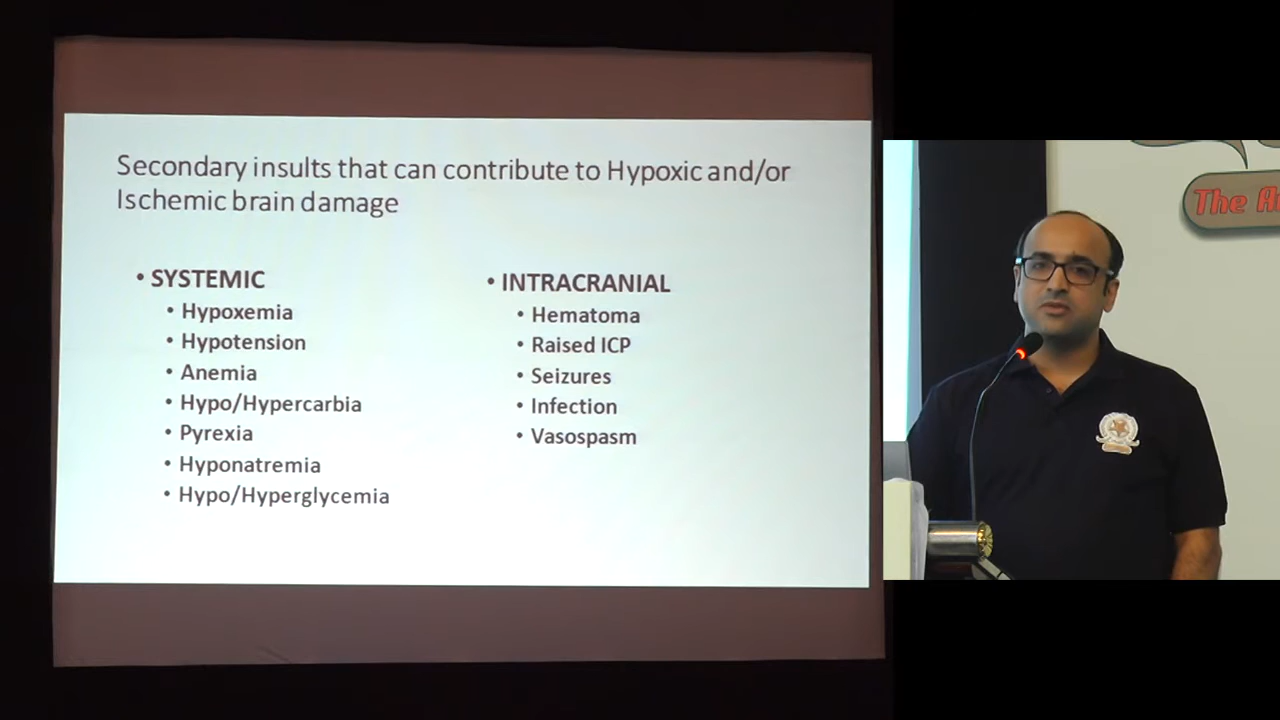 Secondary insults that can contribute to Hypoxic and/or
Ischemic brain damage
• SYSTEMIC
• Hypoxemia
• Hypotension
• Anemia
• Hypo/Hypercarbia
• Pyrexia
• Hyponatremia
• Hypo/Hyperglycemia
• INTRACRANIAL
• Hematoma
• Raised ICP
• Seizures
• Infection
• Vasospasm
The